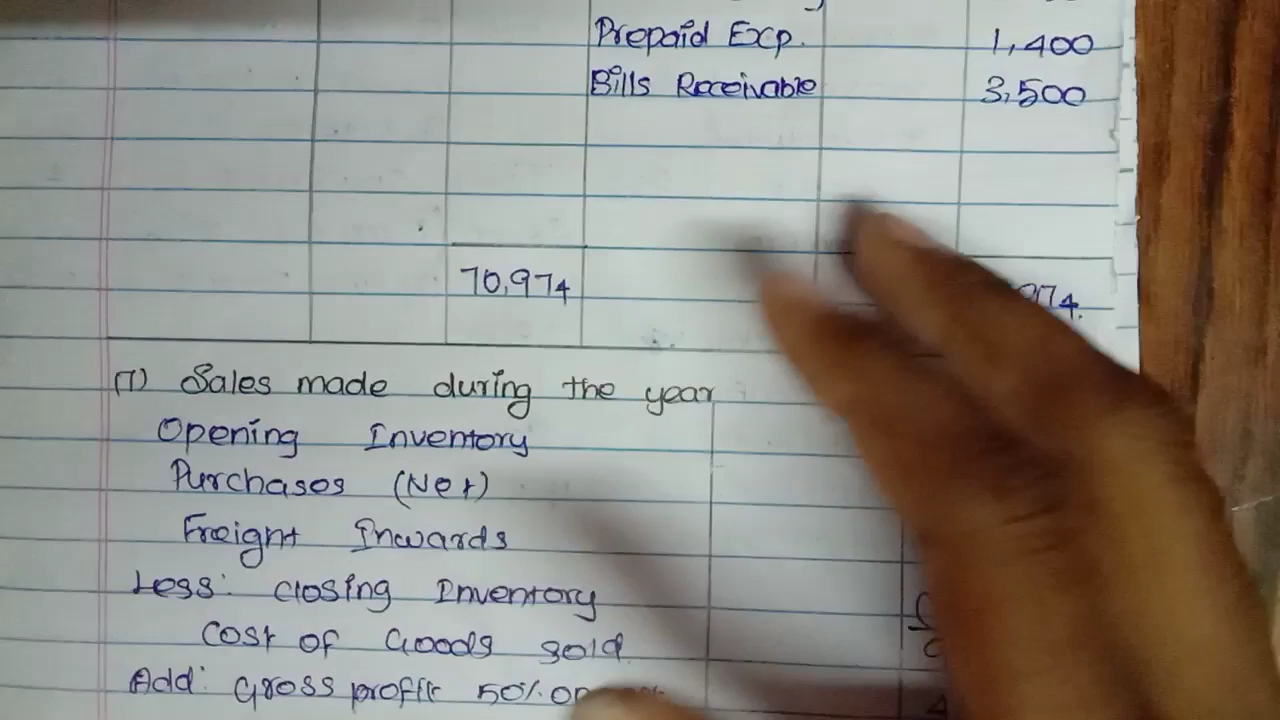 Prepaid Exp. 1,400
Bills Receivable 3,500
70,974 974.
(1) Sales made during the year
Opening Inventory
Purchases (Net)
Freight Inwards
Less: Closing Inventory
Cost of Goods sold
Add: Gross profit 50% on